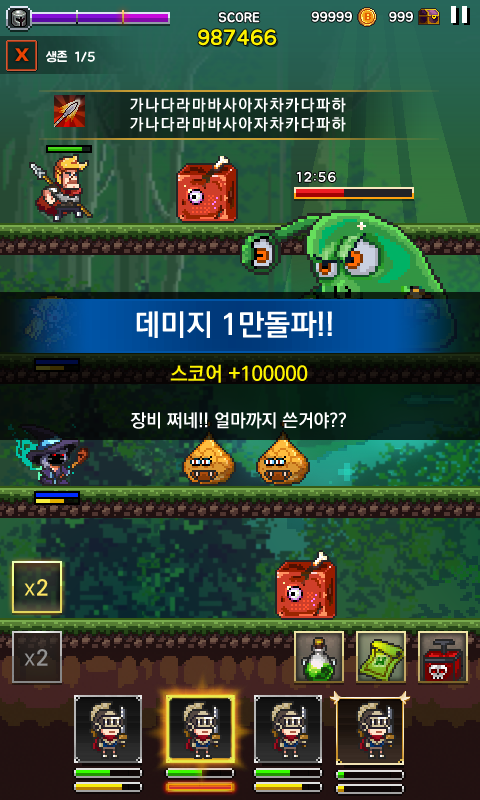 SCORE
987466
99999
999
X
생존 1/5
가나다라마바사아자차카다파하
가나다라마바사아자차카다파하
12:56
데미지 1만돌파!!
스코어 +100000
장비 쩌네!! 얼마까지 쓴거야??
x2
x2